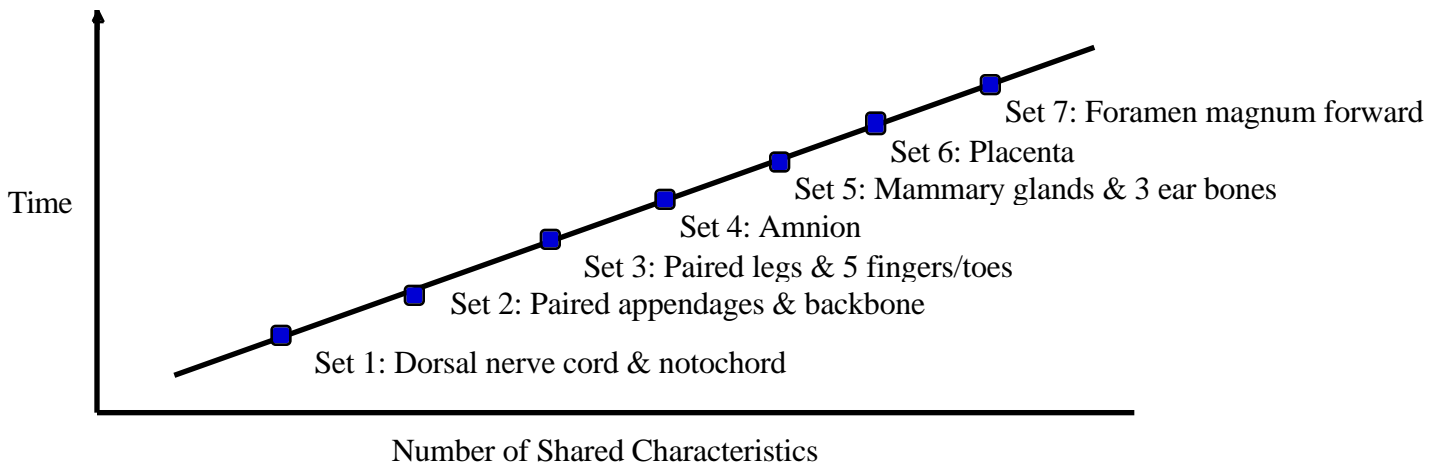 Set 7: Foramen magnum forward
Set 6: Placenta
Set 5: Mammary glands & 3 ear bones
Time
Set 4: Amnion
Set 3: Paired legs & 5 fingers/toes
Set 2: Paired appendages & backbone
Set 1: Dorsal nerve cord & notochord
Number of Shared Characteristics